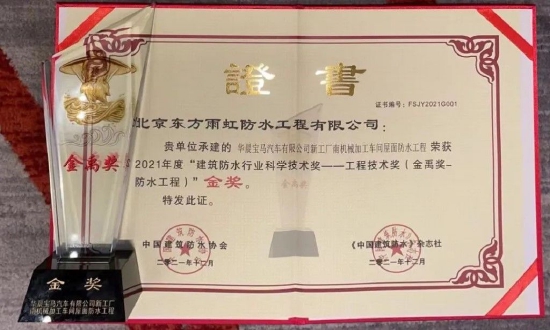 證書
证书编号：FSJY2021G001
北京东方雨虹防水工程有限公司：
贵单位承建的 华晨宝马汽车有限公司新工厂南机械加工车间屋面防水工程 荣获
2021年度“建筑防水行业科学技术奖——工程技术奖（金禹奖-
防水工程）”金奖。
特发此证。
中国建筑防水协会
二〇二一年十二月
《中国建筑防水》杂志社
二〇二一年十二月
金禹奖
金奖
华晨宝马汽车有限公司新工厂
南机械加工车间屋面防水工程